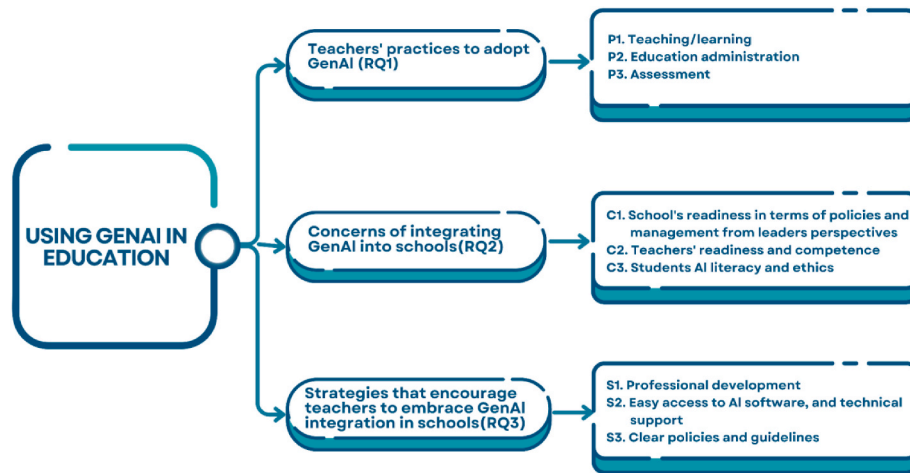 USING GENAI IN
EDUCATION
Teachers' practices to adopt
GenAI (RQ1)
P1. Teaching/learning
P2. Education administration
P3. Assessment
Concerns of integrating
GenAI into schools(RQ2)
C1. School's readiness in terms of policies and
management from leaders perspectives
C2. Teachers' readiness and competence
C3. Students AI literacy and ethics
Strategies that encourage
teachers to embrace GenAI
integration in schools(RQ3)
S1. Professional development
S2. Easy access to AI software, and technical
support
S3. Clear policies and guidelines